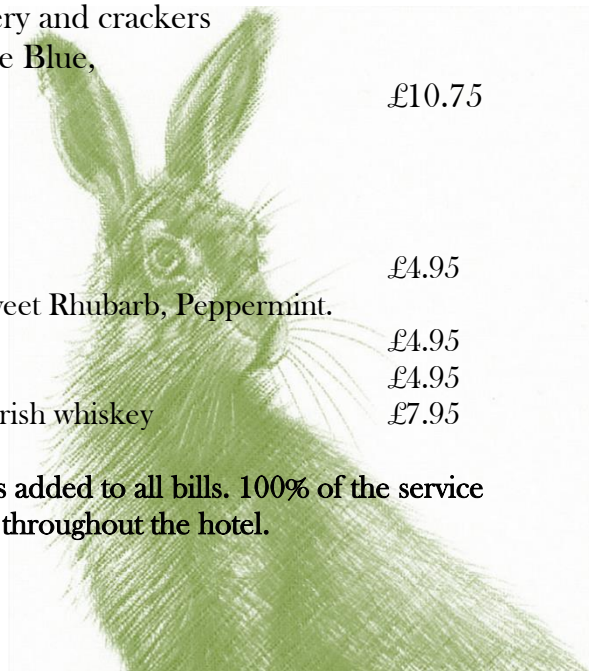 ery and crackers
e Blue,
£10.75
£4.95
veet Rhubarb, Peppermint.
£4.95
£4.95
rish whiskey £7.95
s added to all bills. 100% of the service
throughout the hotel.